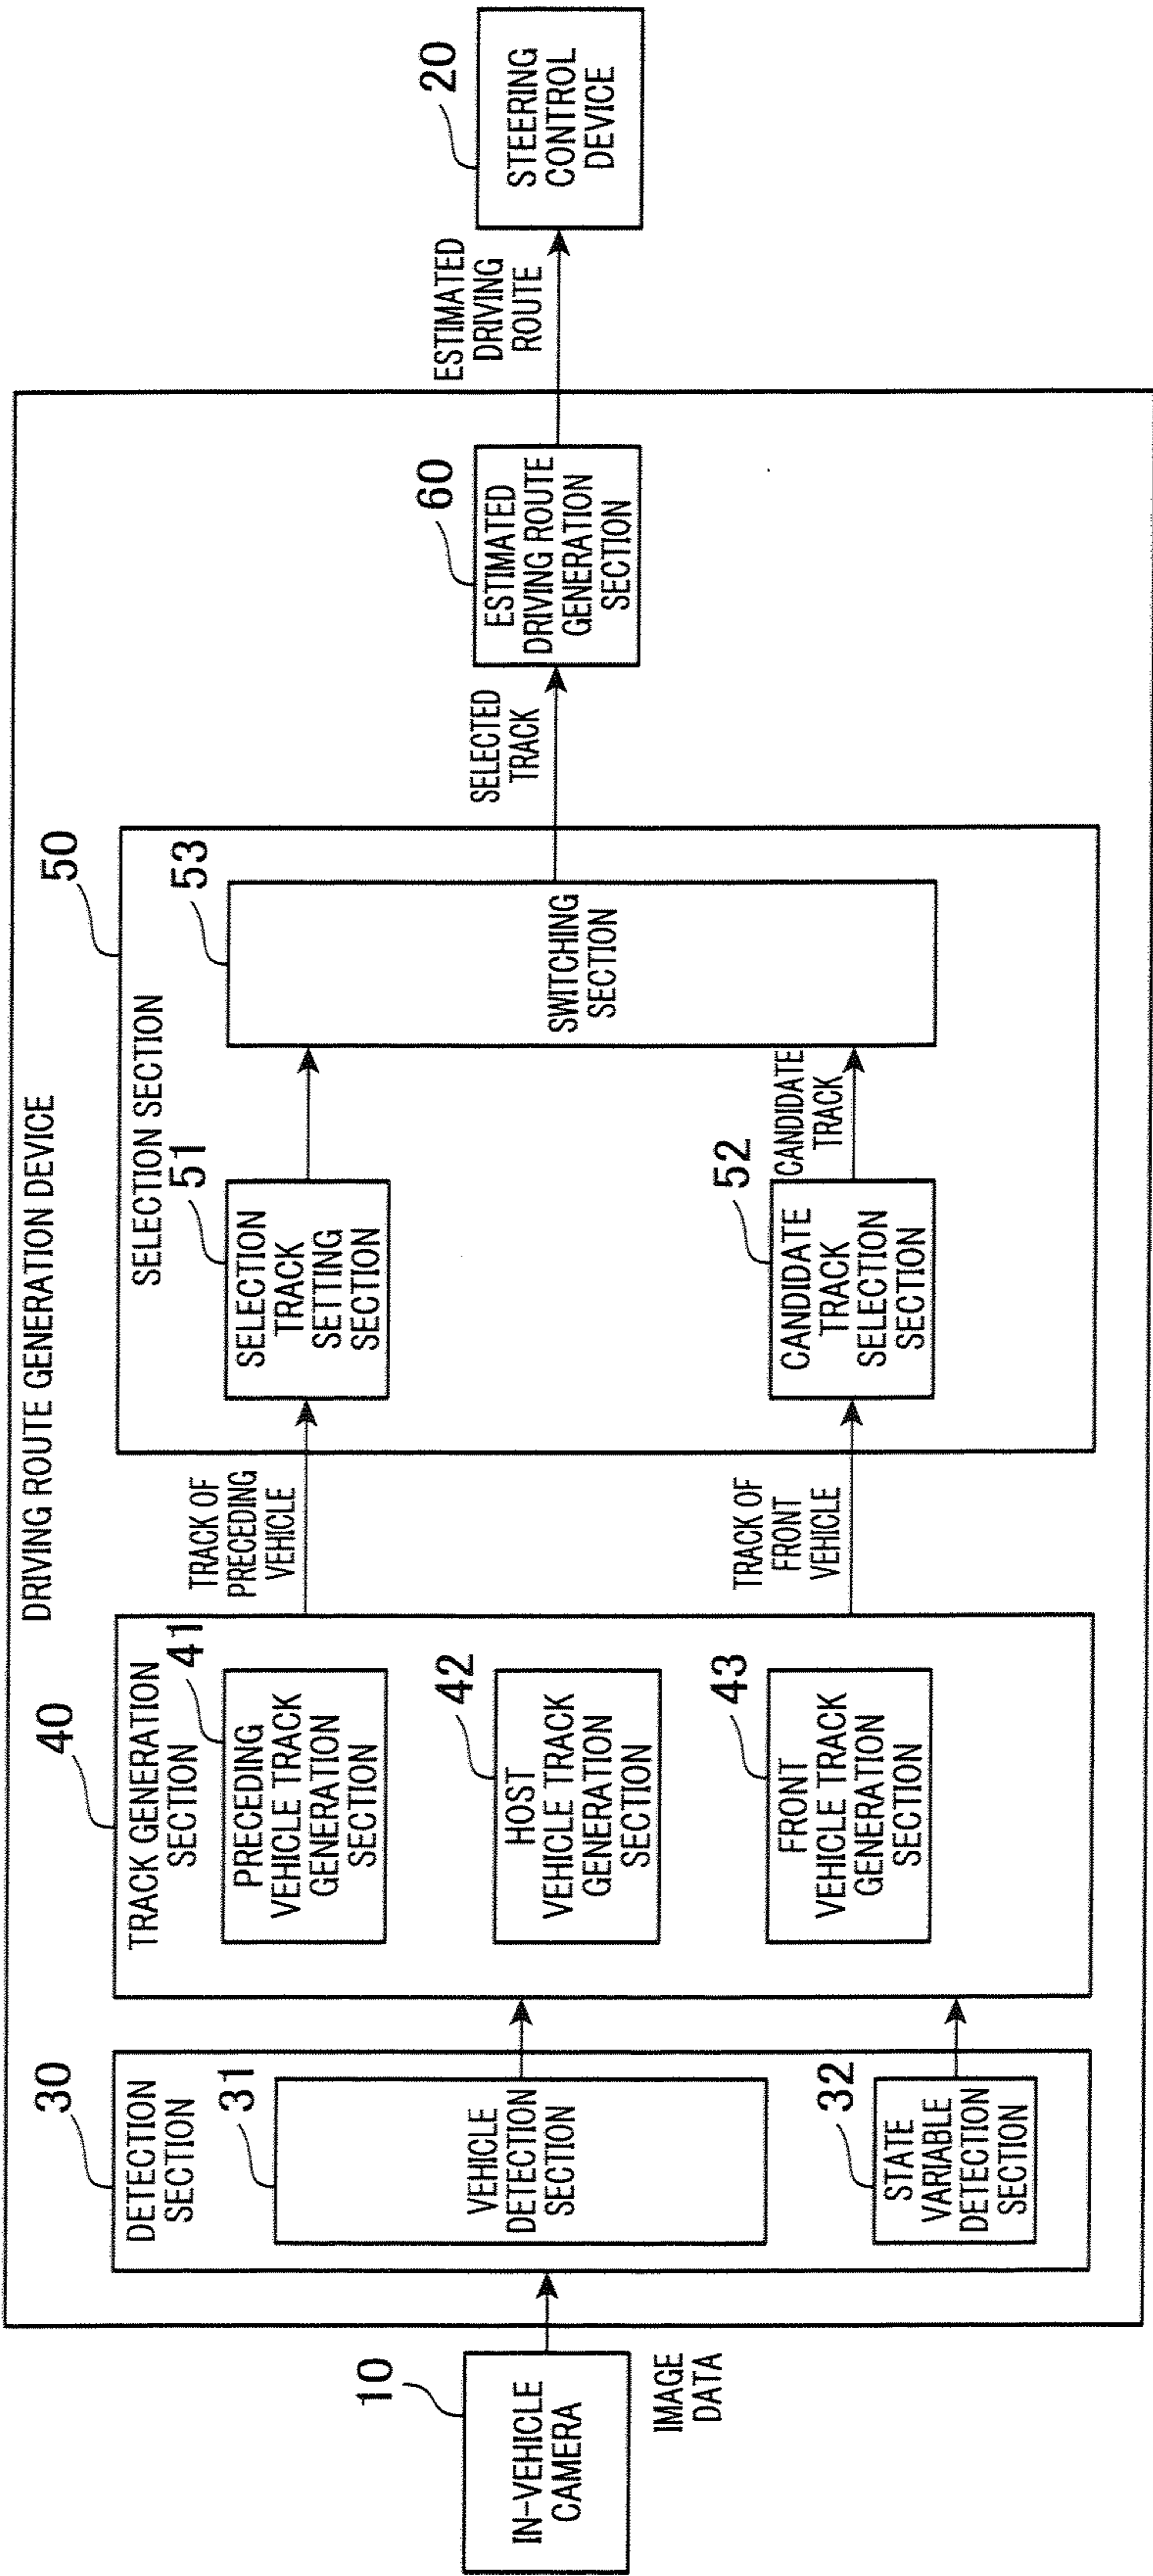 DRIVING ROUTE GENERATION DEVICE
10
IN-VEHICLE
CAMERA
IMAGE
DATA
30
DETECTION
SECTION
31
VEHICLE
DETECTION
SECTION
32
STATE
VARIABLE
DETECTION
SECTION
40
TRACK GENERATION
SECTION
41
PRECEDING
VEHICLE TRACK
GENERATION
SECTION
42
HOST
VEHICLE TRACK
GENERATION
SECTION
43
FRONT
VEHICLE TRACK
GENERATION
SECTION
TRACK OF
PRECEDING
VEHICLE
TRACK OF
FRONT
VEHICLE
50
SELECTION SECTION
51
SELECTION
TRACK
SETTING
SECTION
52
CANDIDATE
TRACK
SELECTION
SECTION
CANDIDATE
TRACK
53
SWITCHING
SECTION
SELECTED
TRACK
60
ESTIMATED
DRIVING ROUTE
GENERATION
SECTION
ESTIMATED
DRIVING
ROUTE
20
STEERING
CONTROL
DEVICE